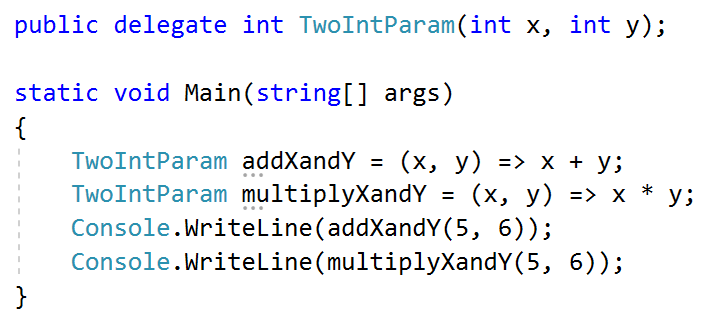 public delegate int TwoIntParam(int x, int y);
static void Main(string[] args)
{
TwoIntParam addXandY = (x, y) => x + y;
TwoIntParam multiplyXandY = (x, y) => x * y;
Console.WriteLine(addXandY(5, 6));
Console.WriteLine(multiplyXandY(5, 6));
}